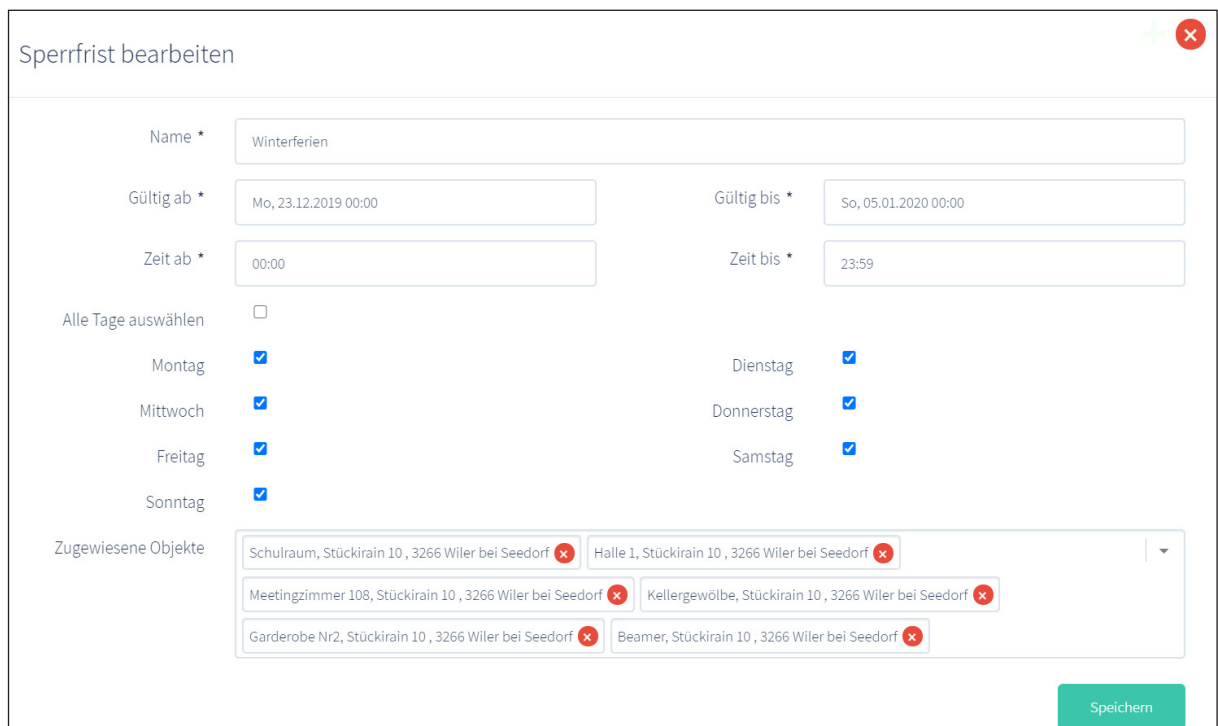 Sperrfrist bearbeiten
Name *
Winterferien
Gültig ab *
Mo, 23.12.2019 00:00
Gültig bis *
So, 05.01.2020 00:00
Zeit ab *
00:00
Zeit bis *
23:59
Alle Tage auswählen
Montag
Dienstag
Mittwoch
Donnerstag
Freitag
Samstag
Sonntag
Zugewiesene Objekte
Schulraum, Stückirain 10 , 3266 Wiler bei Seedorf
Halle 1, Stückirain 10 , 3266 Wiler bei Seedorf
Meetingzimmer 108, Stückirain 10 , 3266 Wiler bei Seedorf
Kellergewölbe, Stückirain 10 , 3266 Wiler bei Seedorf
Garderobe Nr2, Stückirain 10 , 3266 Wiler bei Seedorf
Beamer, Stückirain 10 , 3266 Wiler bei Seedorf
Speichern